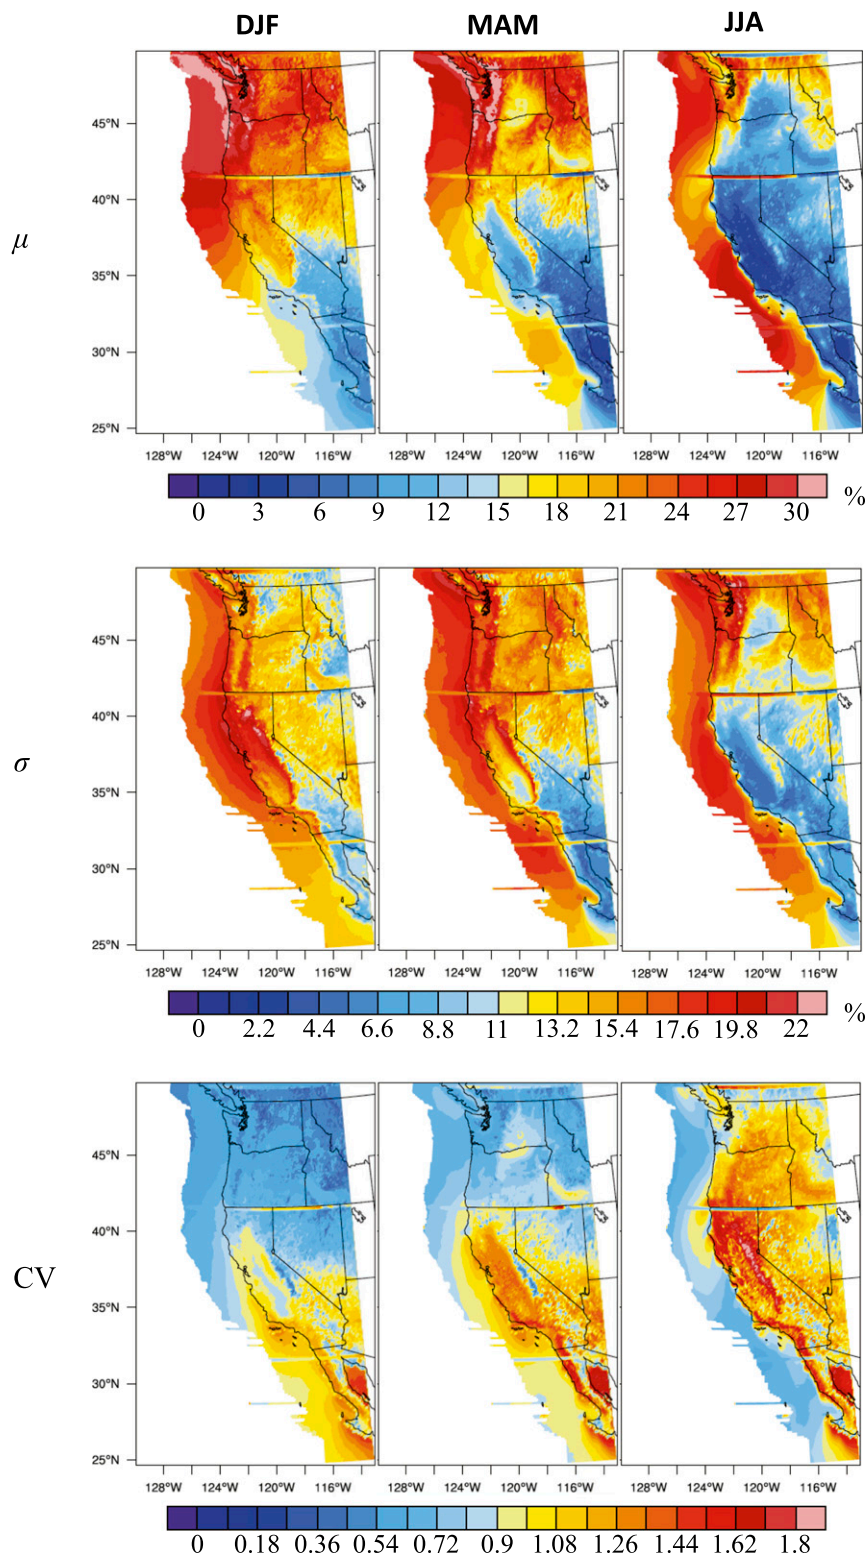 DJF MAM JJA
45°N
40°N
μ
35°N
30°N
25°N
128°W 124°W 120°W 116°W 128°W 124°W 120°W 116°W 128°W 124°W 120°W 116°W
0 3 6 9 12 15 18 21 24 27 30 %
45°N
40°N
σ
35°N
30°N
25°N
128°W 124°W 120°W 116°W 128°W 124°W 120°W 116°W 128°W 124°W 120°W 116°W
0 2.2 4.4 6.6 8.8 11 13.2 15.4 17.6 19.8 22 %
45°N
40°N
CV
35°N
30°N
25°N
128°W 124°W 120°W 116°W 128°W 124°W 120°W 116°W 128°W 124°W 120°W 116°W
0 0.18 0.36 0.54 0.72 0.9 1.08 1.26 1.44 1.62 1.8